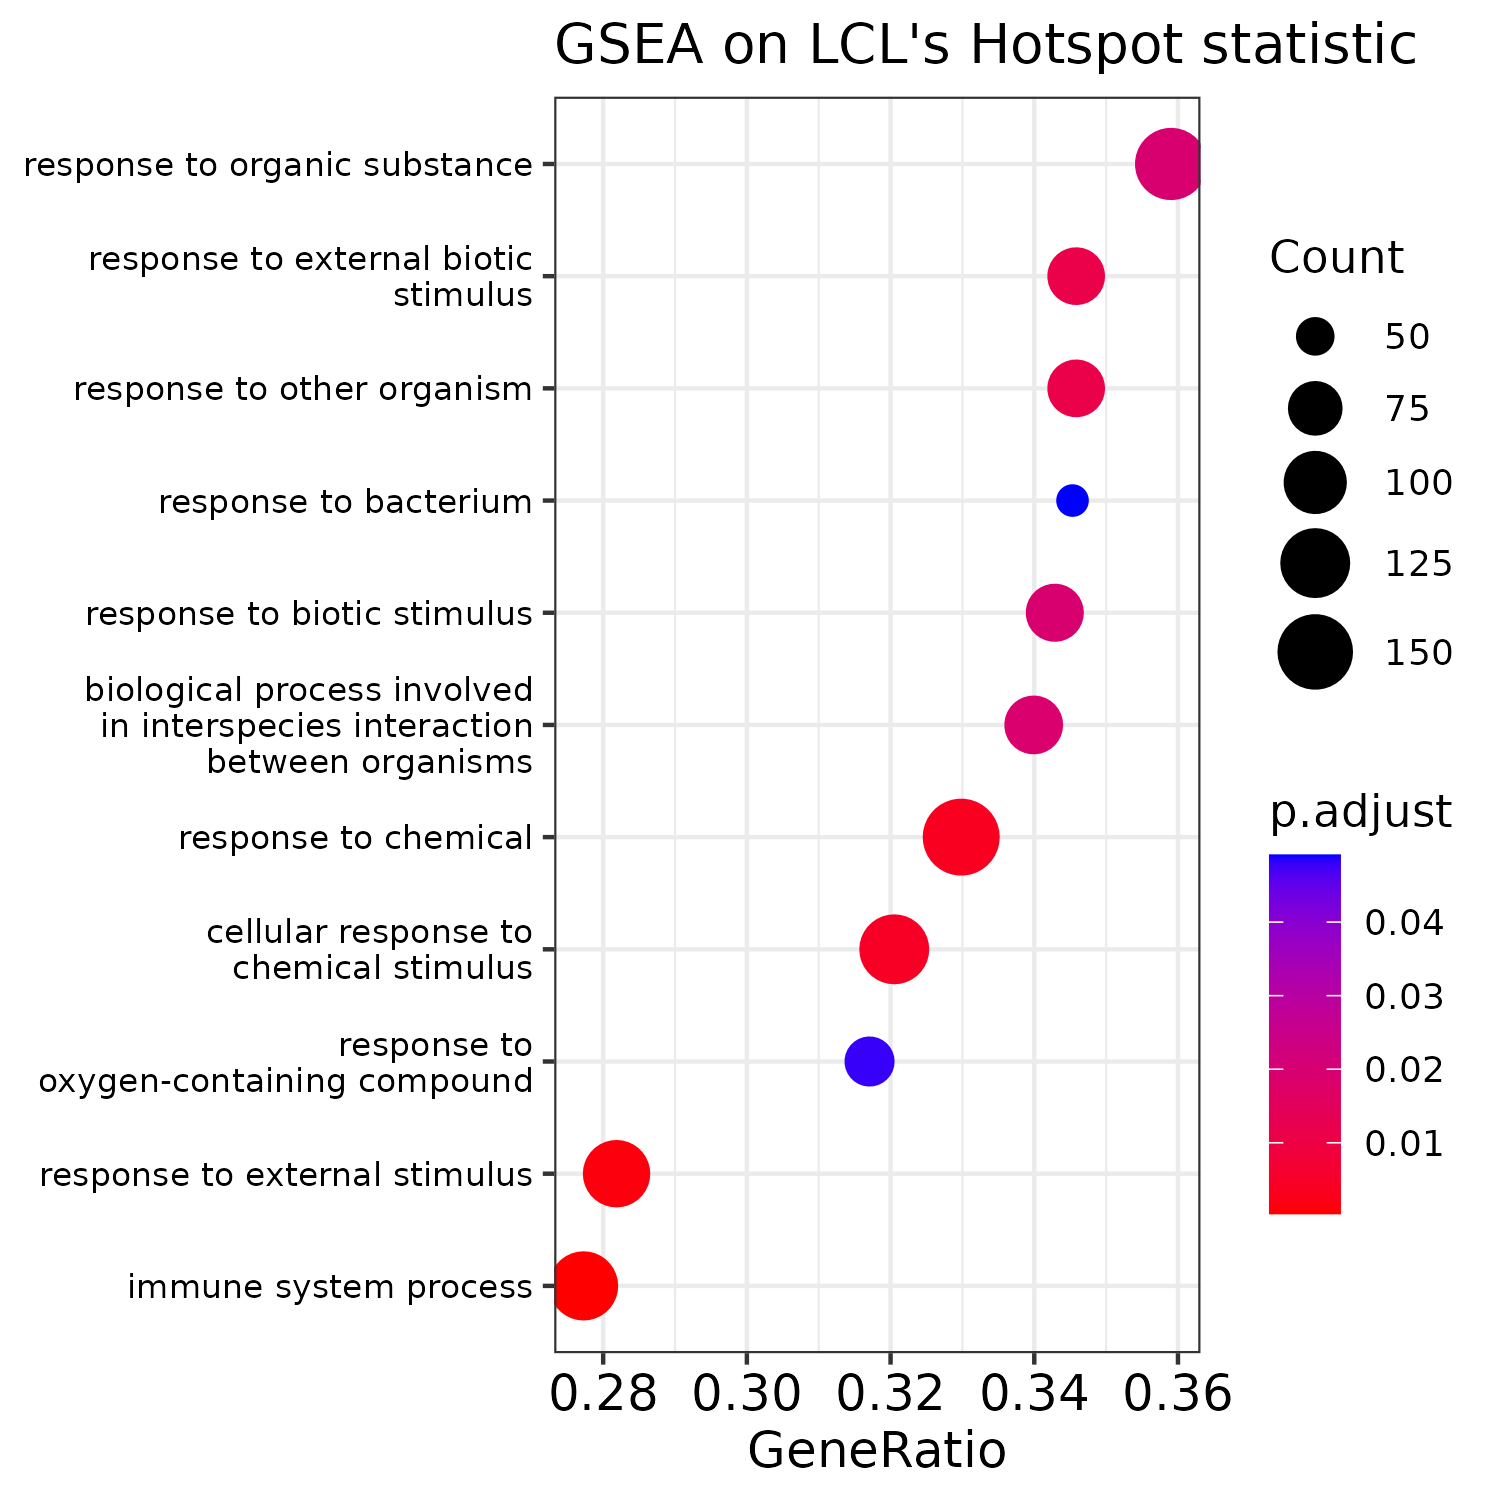 GSEA on LCL's Hotspot statistic
response to organic substance
response to external biotic
stimulus
response to other organism
response to bacterium
response to biotic stimulus
biological process involved
in interspecies interaction
between organisms
response to chemical
cellular response to
chemical stimulus
response to
oxygen-containing compound
response to external stimulus
immune system process
0.28
0.30
0.32
0.34
0.36
GeneRatio
Count
50
75
100
125
150
p.adjust
0.04
0.03
0.02
0.01